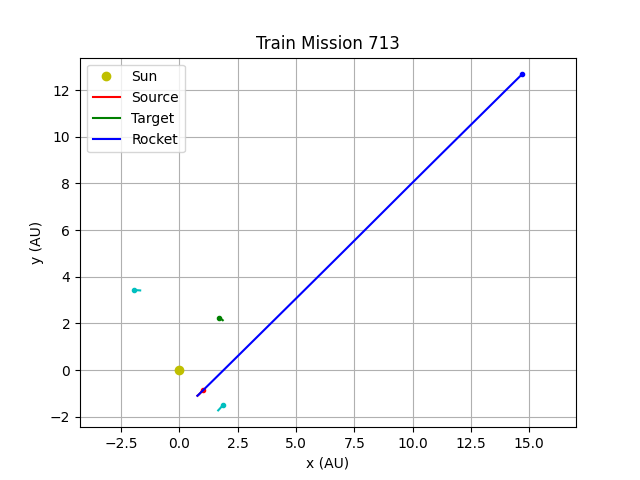 Train Mission 713
Sun
Source
Target
Rocket
12
10
8
6
4
2
0
−2
y (AU)
−2.5 0.0 2.5 5.0 7.5 10.0 12.5 15.0
x (AU)